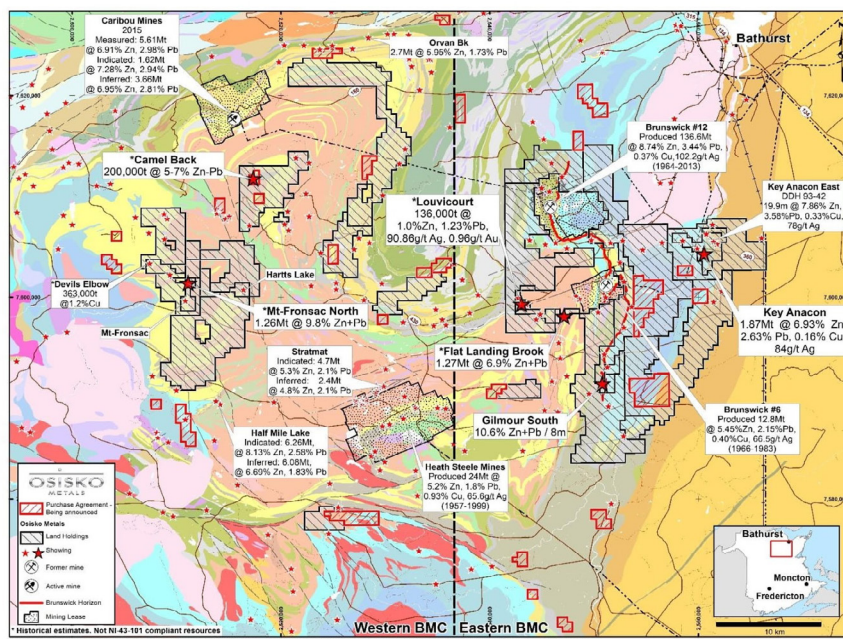 Caribou Mines
2015
Measured: 5.61Mt
@ 6.91% Zn, 2.98% Pb
Indicated: 1.62Mt
@ 7.28% Zn, 2.94% Pb
Inferred: 3.66Mt
@ 6.95% Zn, 2.81% Pb
Orvan Bk
2.7Mt @ 5.96% Zn, 1.73% Pb
Bathurst
*Camel Back
200,000t @ 5-7% Zn-Pb
*Louvicourt
136,000t @
1.0%Zn, 1.23%Pb,
90.86g/t Ag, 0.96g/t Au
Brunswick #12
Produced 136.6Mt
@ 8.74% Zn, 3.44% Pb,
0.37% Cu,102.2g/t Ag
(1964-2013)
Key Anacon East
DDH 93-42
19.9m @ 7.86% Zn,
3.58%Pb, 0.33%Cu,
78g/t Ag
*Devils Elbow
363,000t
@1.2%Cu
Hartts Lake
*Mt-Fronsac North
1.26Mt @ 9.8% Zn+Pb
Mt-Fronsac
Key Anacon
1.87Mt @ 6.93% Zn
2.63% Pb, 0.16% Cu
84g/t Ag
Stratmat
Indicated: 4.7Mt
@ 5.3% Zn, 2.1% Pb
Inferred: 2.4Mt
@ 4.8% Zn, 2.1% Pb
*Flat Landing Brook
1.27Mt @ 6.9% Zn+Pb
Half Mile Lake
Indicated: 6.26Mt,
@ 8.13% Zn, 2.58% Pb
Inferred: 6.08Mt,
@ 6.69% Zn, 1.83% Pb
Gilmour South
10.6% Zn+Pb / 8m
Brunswick #6
Produced 12.8Mt
@ 5.45%Zn, 2.15%Pb,
0.40%Cu, 66.5g/t Ag
(1966-1983)
Heath Steele Mines
Produced 24Mt @
5.2% Zn, 1.8% Pb,
0.93% Cu, 65.6g/t Ag
(1957-1999)
OSISKO
METALS
Purchase Agreement -
Being announced
Osisko Metals
Land Holdings
Showing
Former mine
Active mine
Brunswick Horizon
Mining Lease
* Historical estimates. Not NI-43-101 compliant resources
Western BMC
Eastern BMC
Bathurst
Moncton
Fredericton
10 km